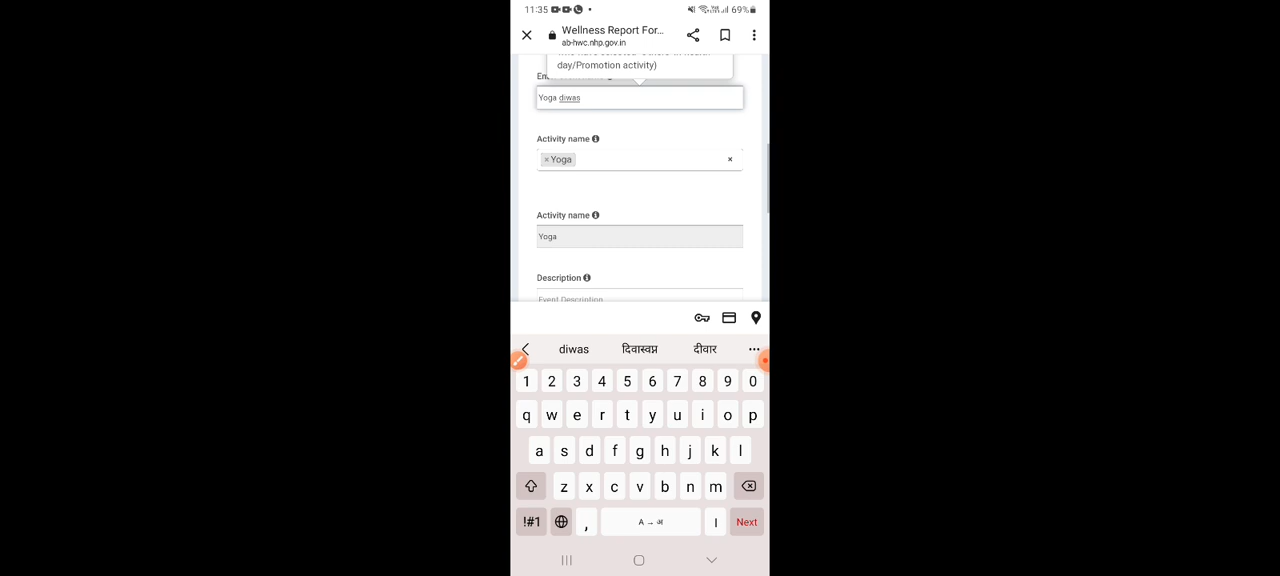 11:35
69%
Wellness Report For...
ab-hwc.nhp.gov.in
day/Promotion activity)
Yoga diwas
Activity name
× Yoga ×
Activity name
Yoga
Description
Event Description
diwas दिवास्वप्न दीवार ...
1 2 3 4 5 6 7 8 9 0
q w e r t y u i o p
a s d f g h j k l
z x c v b n m
!#1 , A → अ । Next